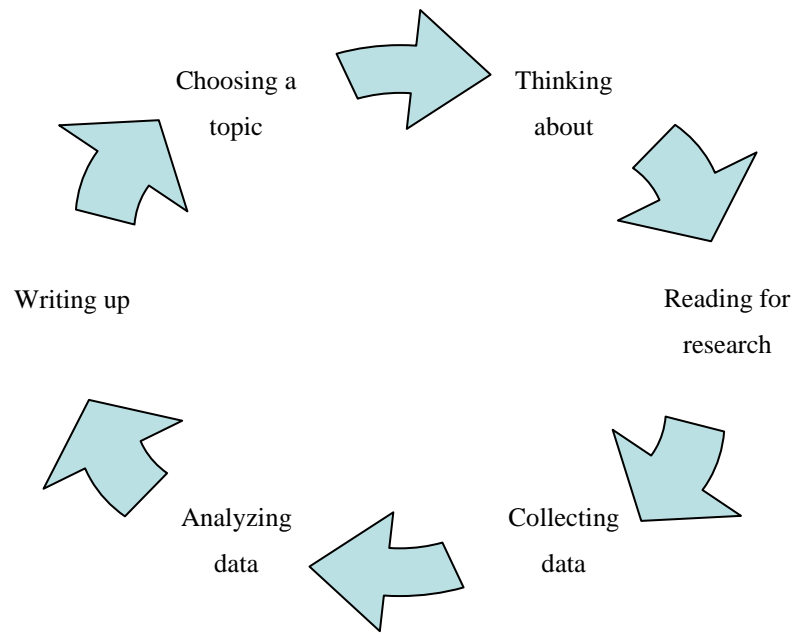 Choosing a
topic
Thinking
about
Reading for
research
Collecting
data
Analyzing
data
Writing up